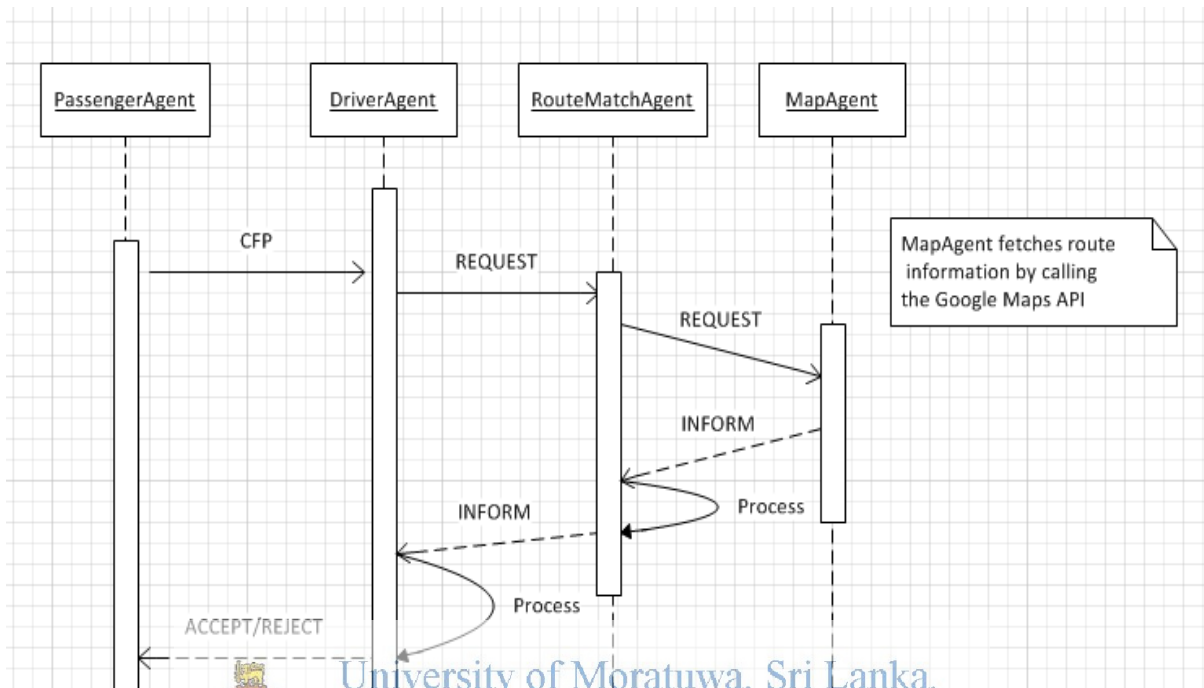 PassengerAgent
DriverAgent
RouteMatchAgent
MapAgent
CFP
REQUEST
REQUEST
MapAgent fetches route
information by calling
the Google Maps API
INFORM
Process
INFORM
Process
ACCEPT/REJECT
University of Moratuwa, Sri Lanka.